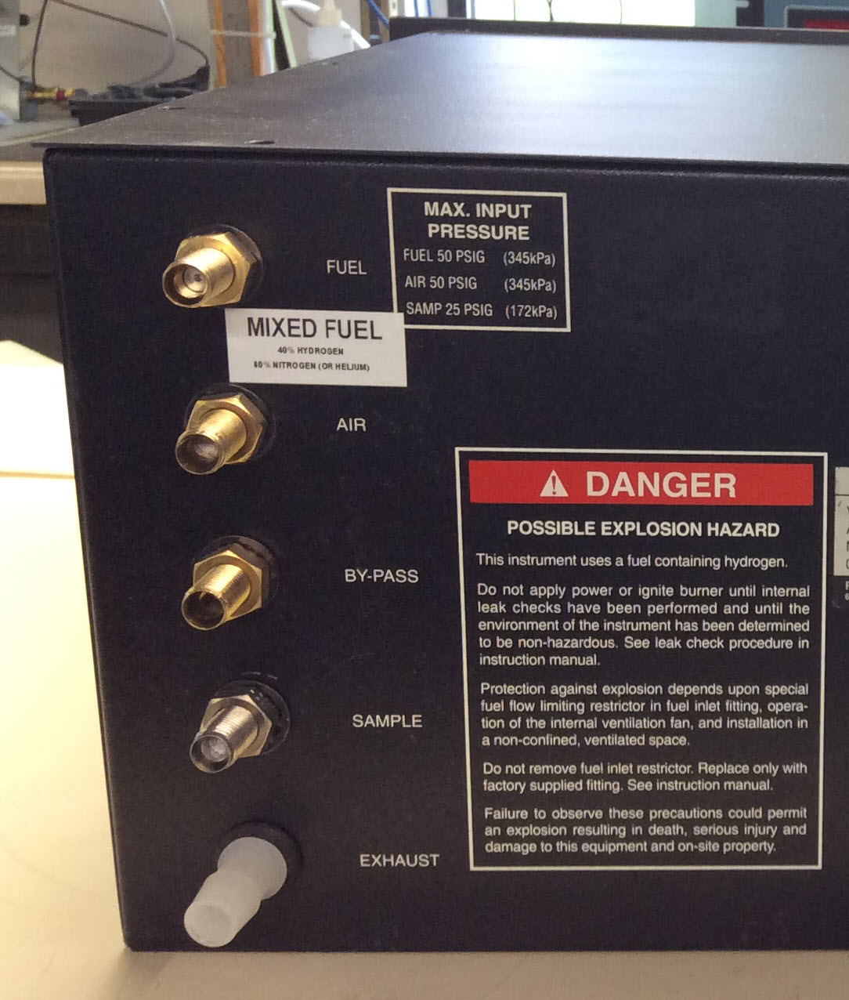 MAX. INPUT
PRESSURE
FUEL 50 PSIG (345kPa)
AIR 50 PSIG (345kPa)
SAMP 25 PSIG (172kPa)
FUEL
MIXED FUEL
40% HYDROGEN
60% NITROGEN (OR HELIUM)
AIR
BY-PASS
SAMPLE
EXHAUST
DANGER
POSSIBLE EXPLOSION HAZARD
This instrument uses a fuel containing hydrogen.
Do not apply power or ignite burner until internal
leak checks have been performed and until the
environment of the instrument has been determined
to be non-hazardous. See leak check procedure in
instruction manual.
Protection against explosion depends upon special
fuel flow limiting restrictor in fuel inlet fitting, opera-
tion of the internal ventilation fan, and installation in
a non-confined, ventilated space.
Do not remove fuel inlet restrictor. Replace only with
factory supplied fitting. See instruction manual.
Failure to observe these precautions could permit
an explosion resulting in death, serious injury and
damage to this equipment and on-site property.